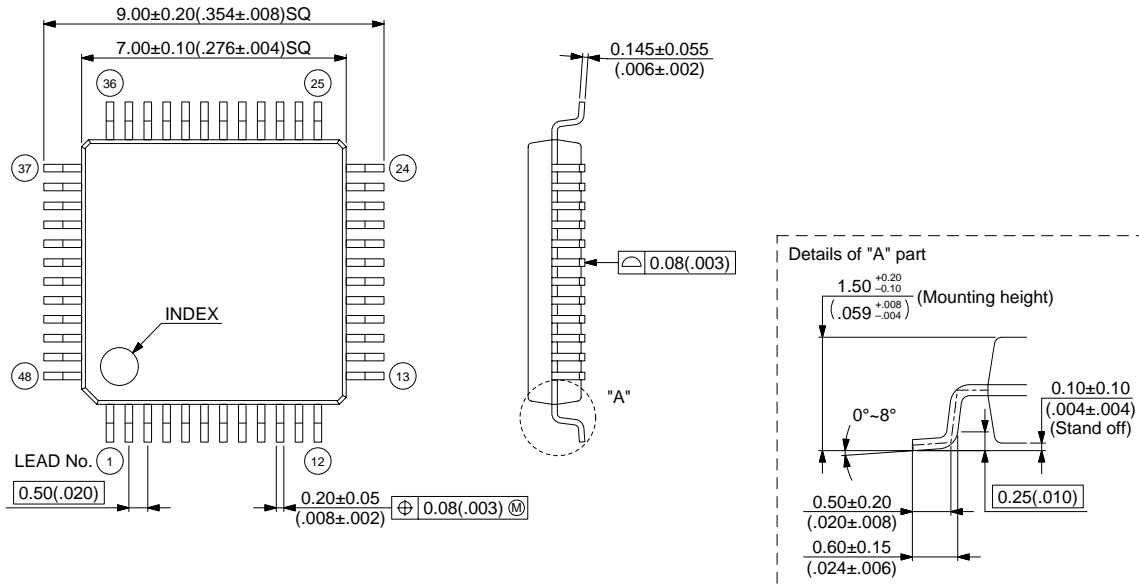 9.00±0.20(.354±.008)SQ
7.00±0.10(.276±.004)SQ
0.145±0.055
(.006±.002)
36
25
37
24
0.08(.003)
INDEX
48
13
"A"
LEAD No.
1
12
0.50(.020)
0.20±0.05
(.008±.002)
0.08(.003) Ⓜ
Details of "A" part
1.50 +0.20 –0.10
(.059 +.008 –.004)
(Mounting height)
0.10±0.10
(.004±.004)
(Stand off)
0°~8°
0.25(.010)
0.50±0.20
(.020±.008)
0.60±0.15
(.024±.006)